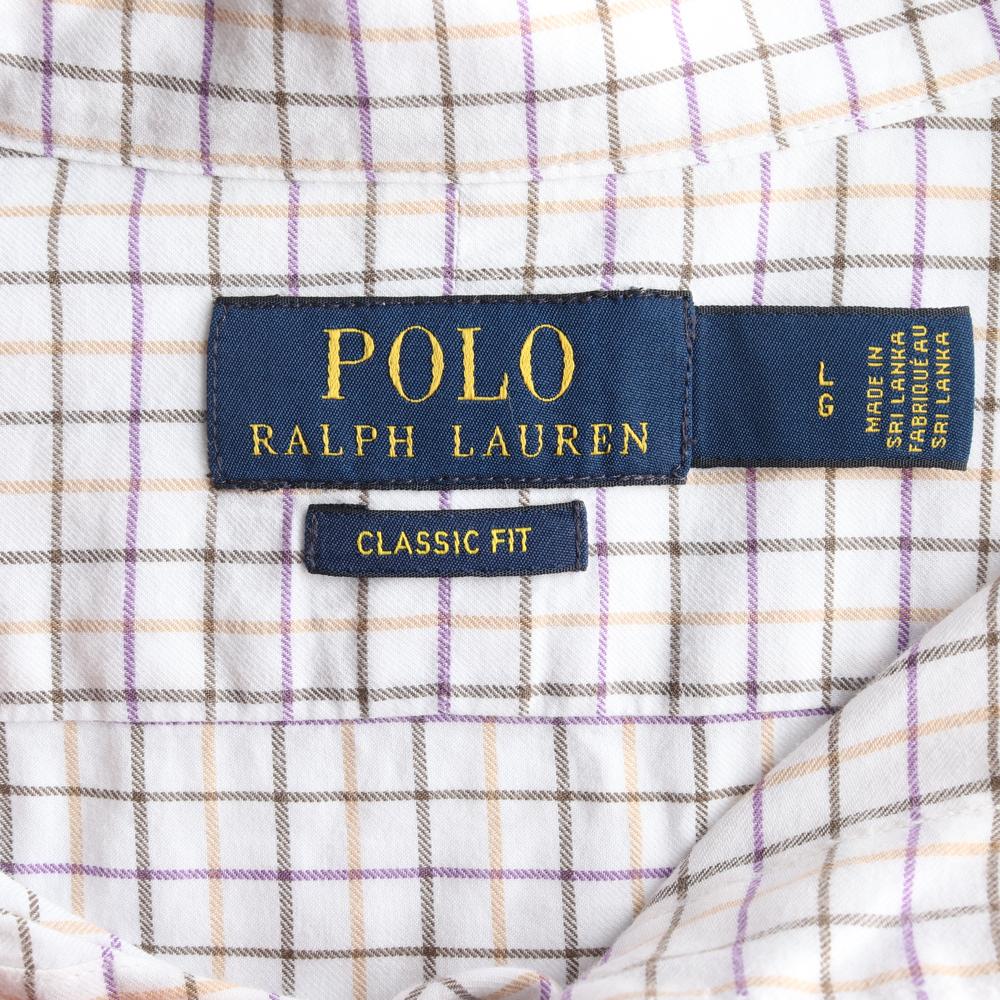 POLO
RALPH LAUREN
CLASSIC FIT
L
G
MADE IN
SRI LANKA
FABRIQUÉ AU
SRI LANKA